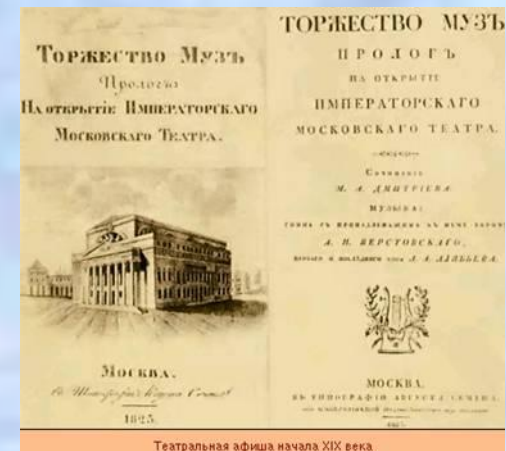 Торжество Музъ
Прологъ
На открытіе Императорскаго
Московскаго Театра.
Москва.
1825.
ТОРЖЕСТВО МУЗЪ
ПРОЛОГЪ
НА ОТКРЫТІЕ
ИМПЕРАТОРСКАГО
МОСКОВСКАГО ТЕАТРА.
Сочиненіе
М. А. ДМИТРІЕВА.
МУЗЫКА:
А. Н. ВЕРСТОВСКАГО,
А. А. АЛЯБЬЕВА.
МОСКВА.
ВЪ ТИПОГРАФІИ АВГУСТА СЕМЕНА,
Театральная афиша начала XIX века